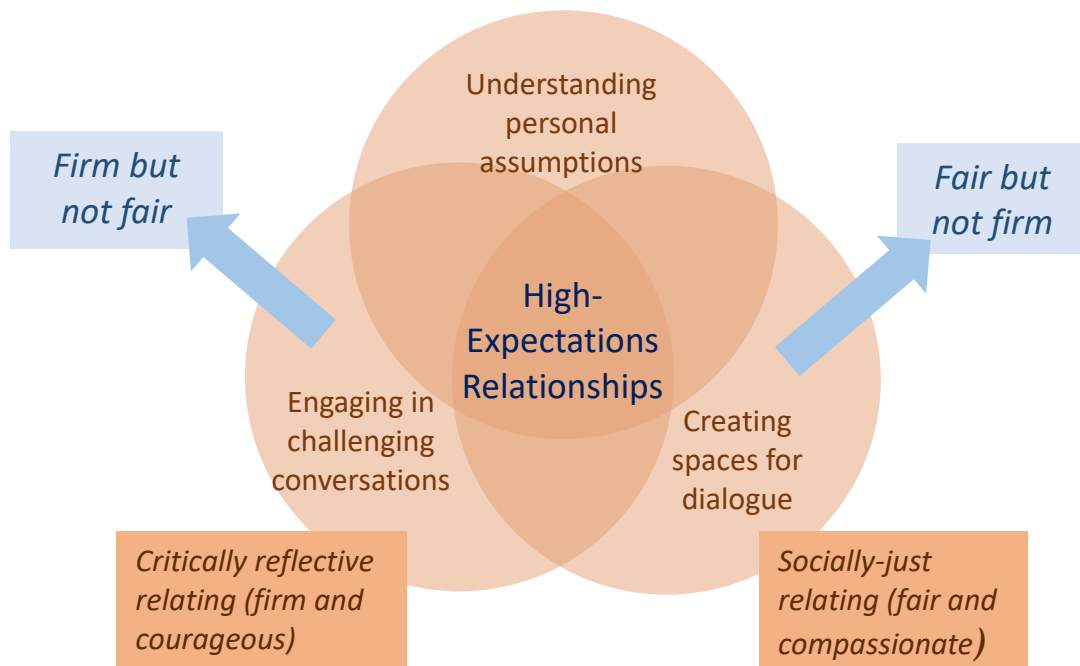 Understanding
personal
assumptions
Firm but
not fair
Fair but
not firm
High-
Expectations
Relationships
Engaging in
challenging
conversations
Creating
spaces for
dialogue
Critically reflective
relating (firm and
courageous)
Socially-just
relating (fair and
compassionate)